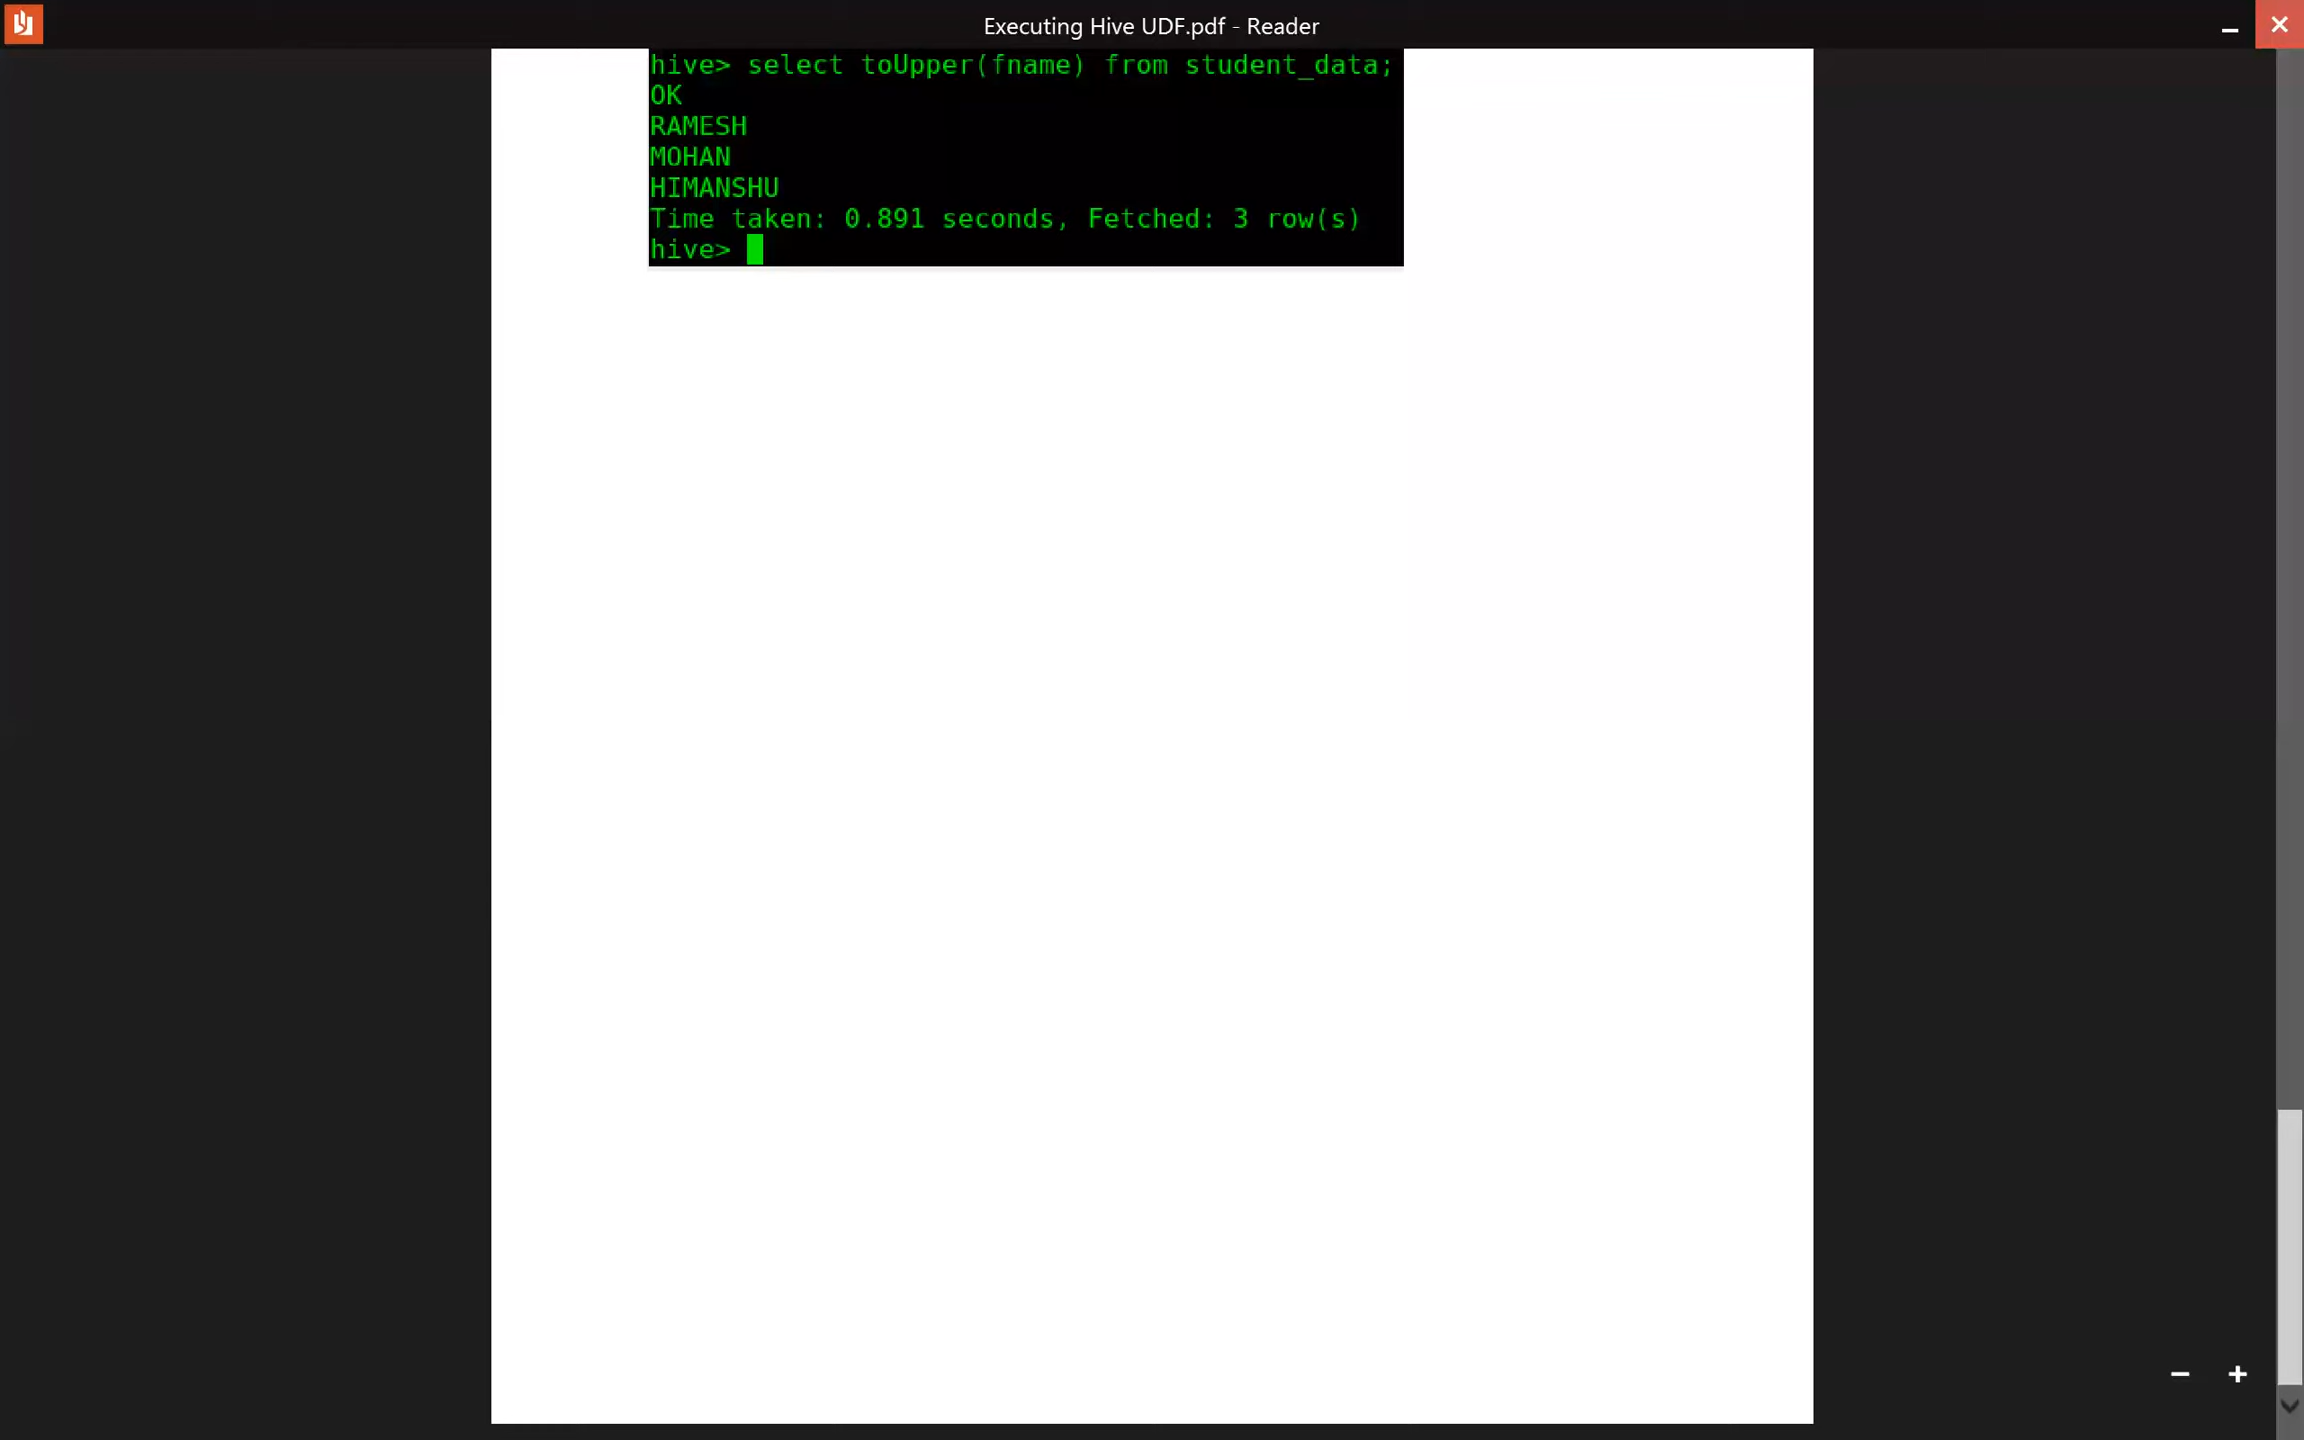 Executing Hive UDF.pdf - Reader
hive> select toUpper(fname) from student_data;
OK
RAMESH
MOHAN
HIMANSHU
Time taken: 0.891 seconds, Fetched: 3 row(s)
hive>